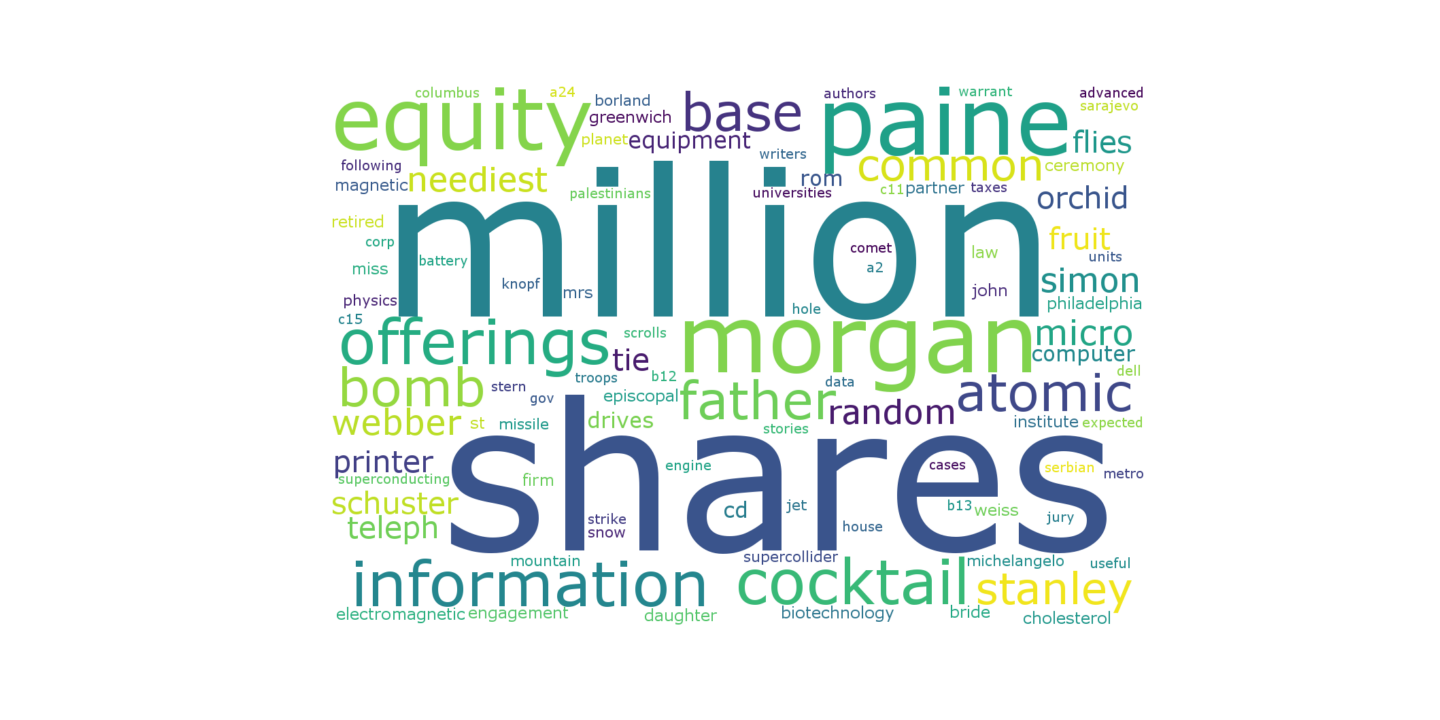 columbus a24 authors warrant advanced
equity borland base paine sarajevo
greenwich
planet equipment flies
following writers common ceremony
magnetic neediest rom
palestinians universities c11 partner taxes orchid
retired million fruit
corp comet law units
miss battery a2 simon
physics knopf mrs john philadelphia
c15 hole
offerings scrolls morgan micro
tie computer
bomb troops b12 data dell
stern episcopal father atomic
gov random
webber st missile drives stories institute expected
printer shares
superconducting firm engine cases serbian metro
schuster cd jet b13 weiss
teleph strike house jury
snow
mountain supercollider michelangelo useful
information cocktail stanley
electromagnetic engagement daughter biotechnology bride cholesterol